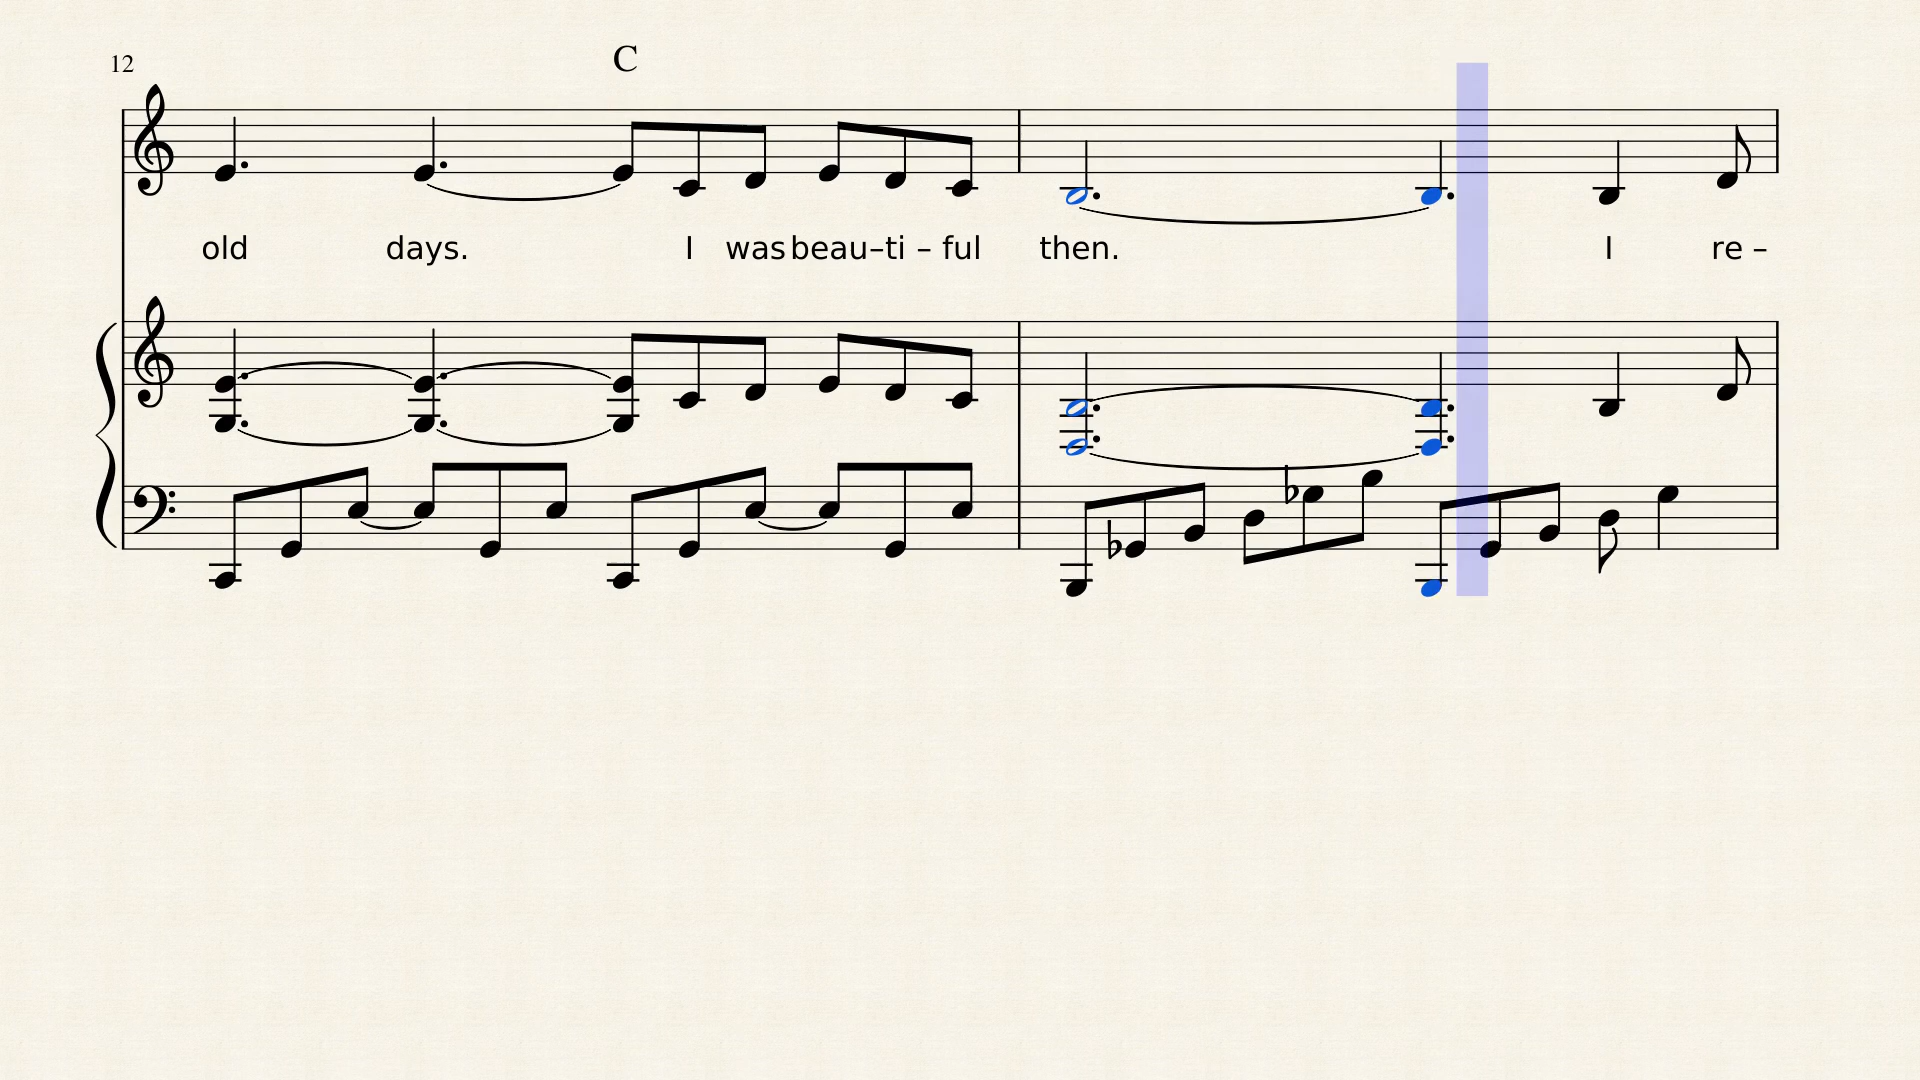 12
C
old days. I was beau–ti – ful then. I re –